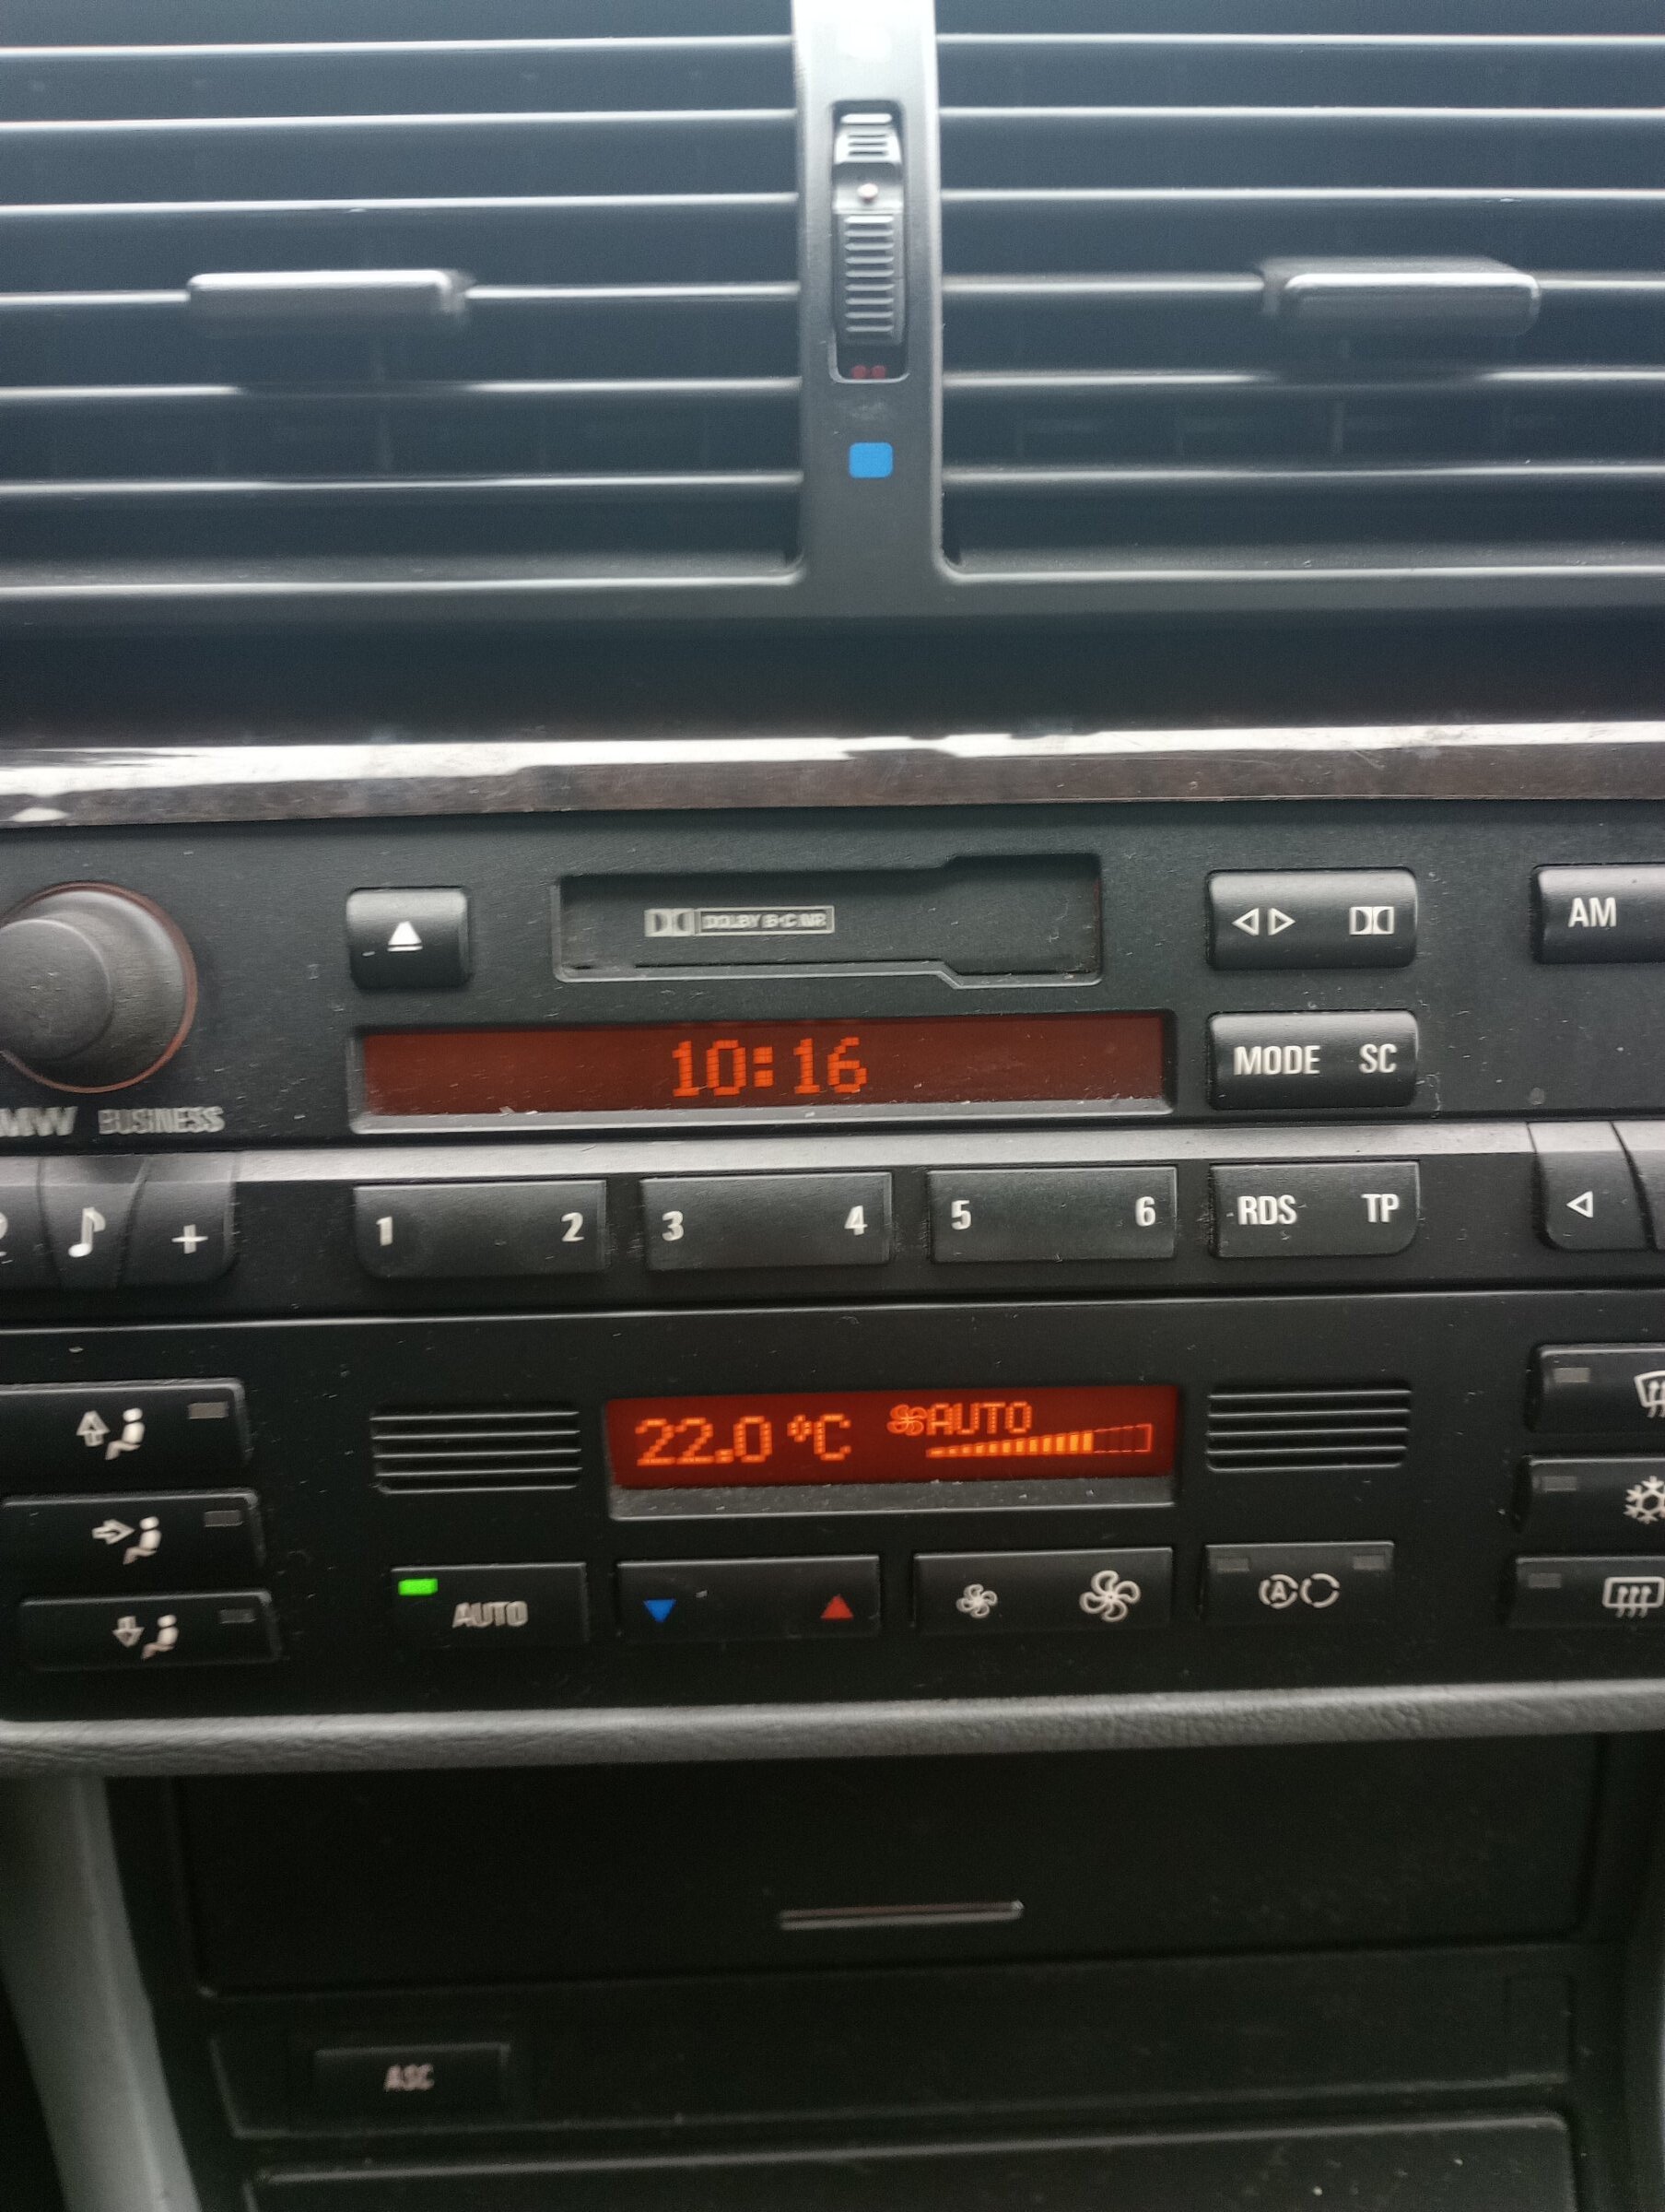 DOLBY B·C NR
AM
10:16
MODE SC
BUSINESS
1 2 3 4 5 6 RDS TP
22.0 °C AUTO
AUTO
A
ASC